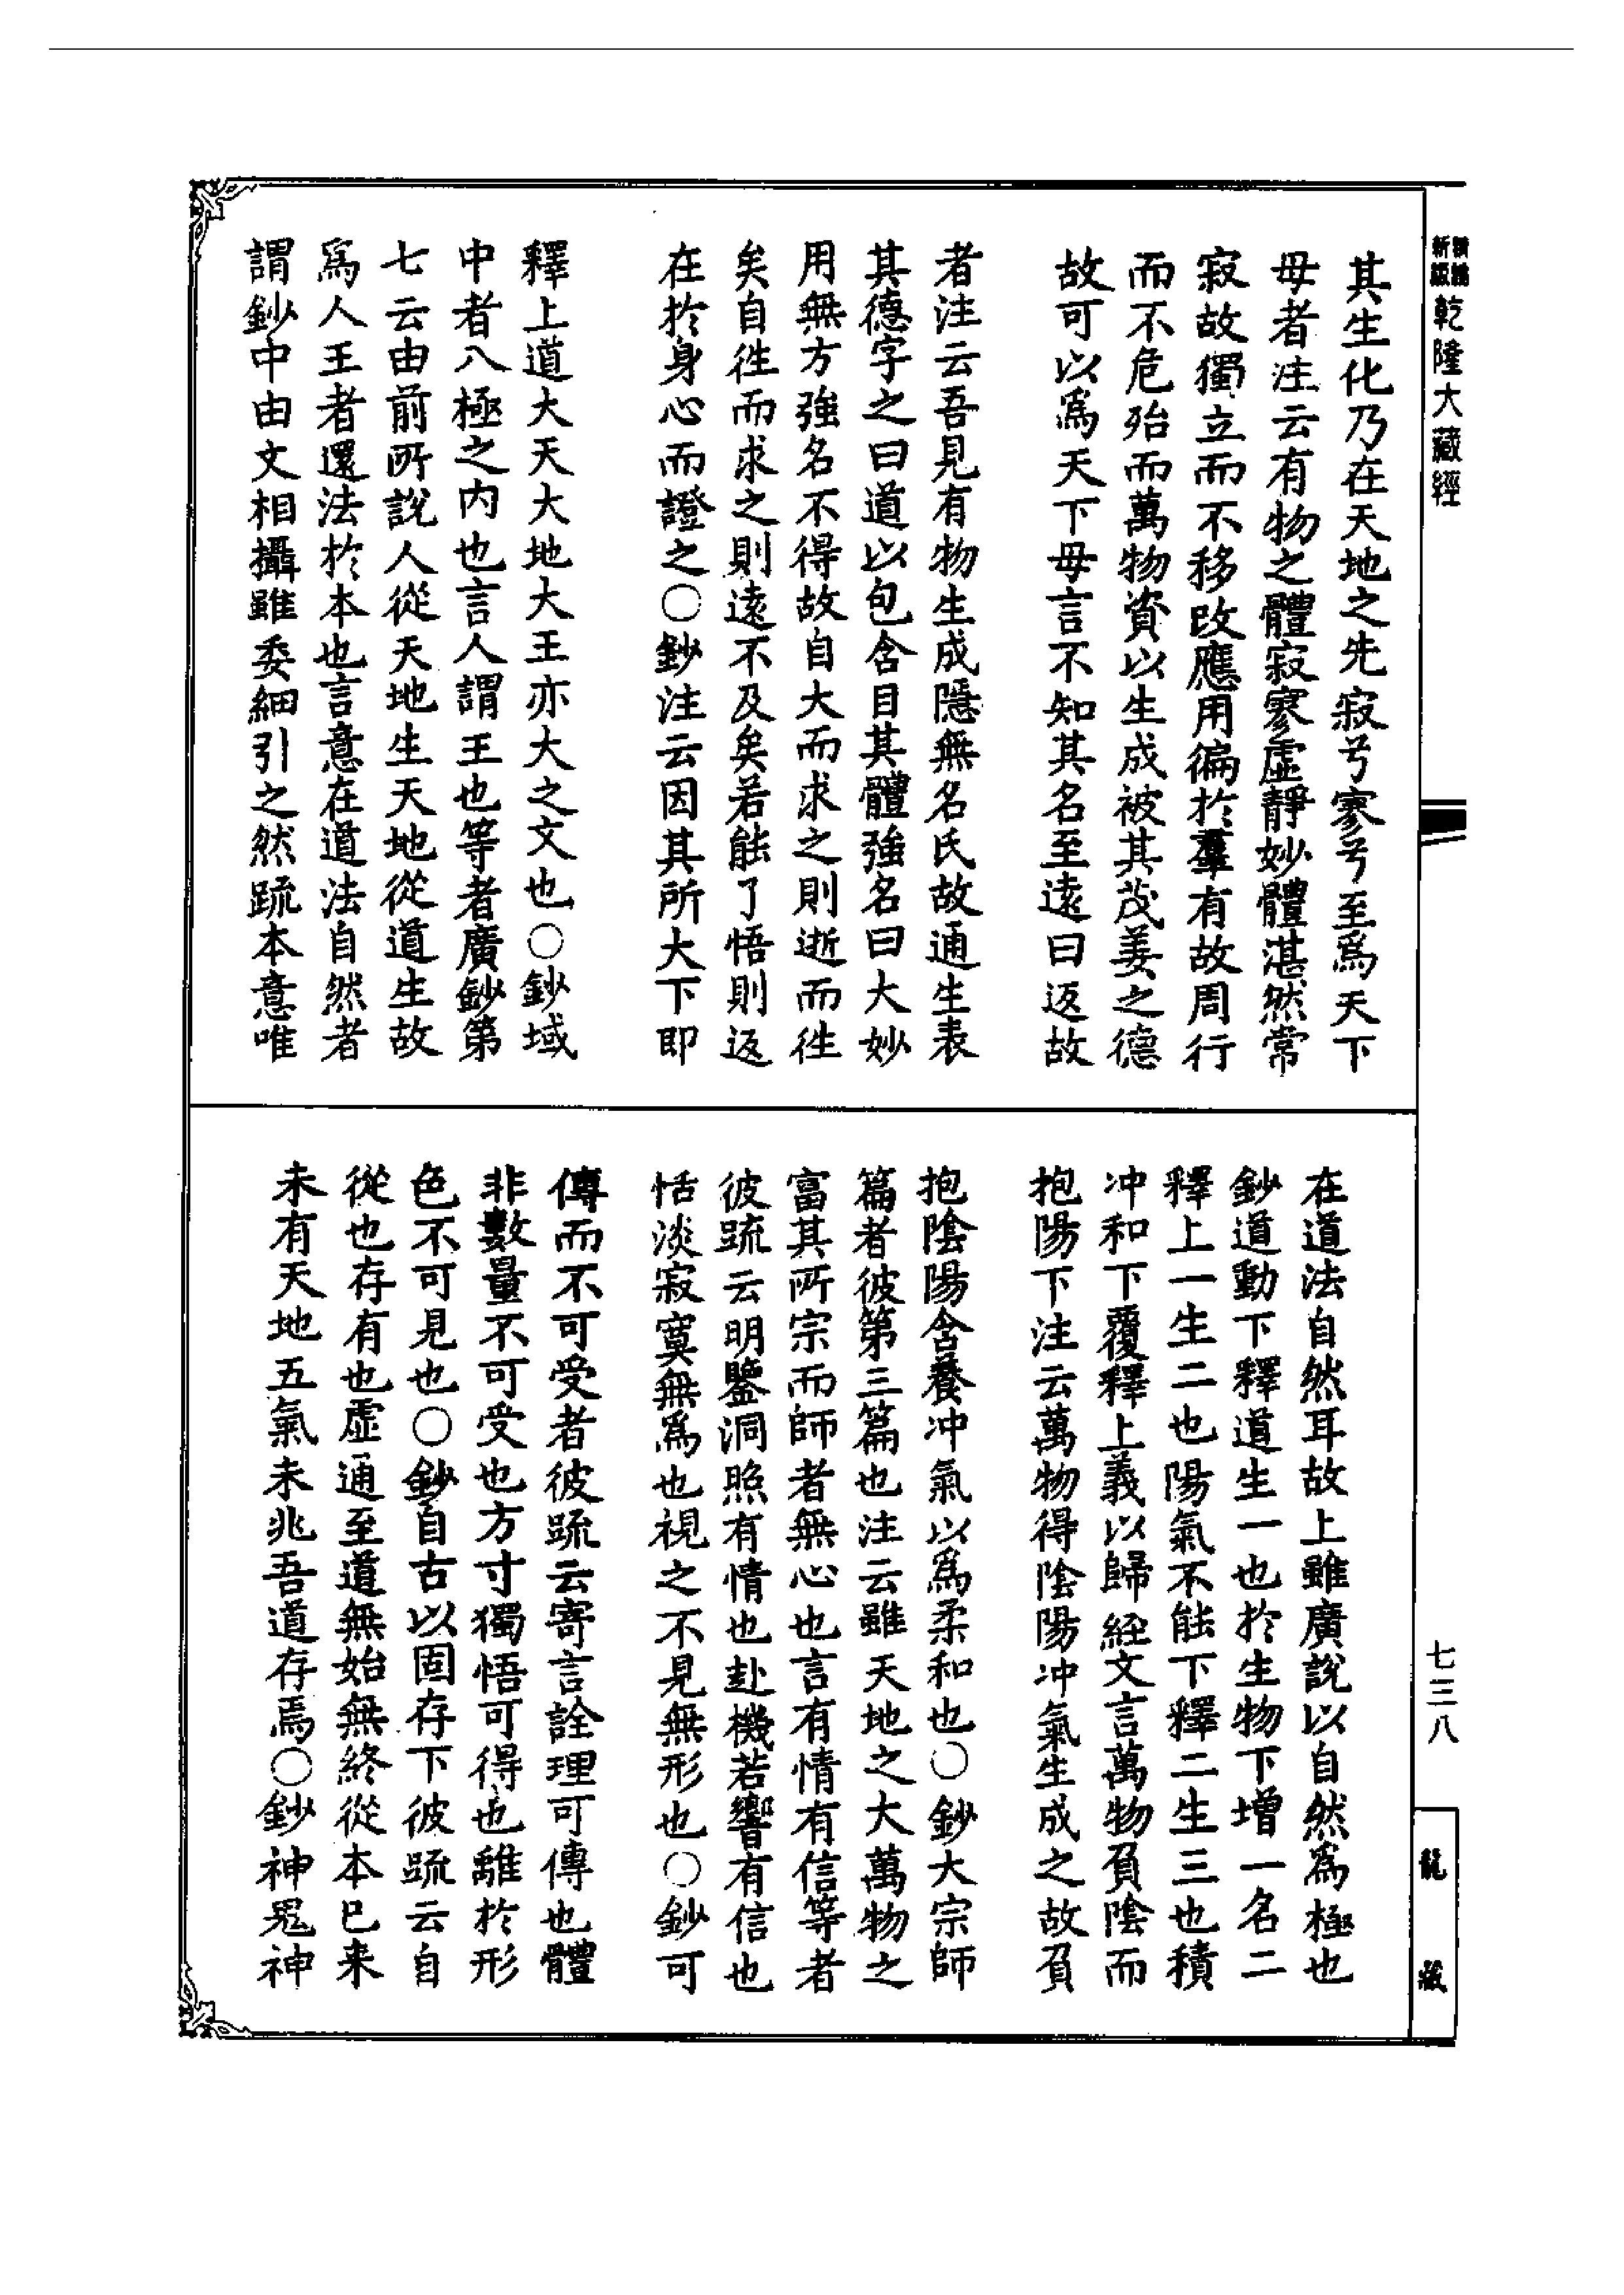 新編縮本乾隆大藏經
其生化乃在天地之先寂兮寥兮至爲天下
母者注云有物之體寂寥虛靜妙體湛然常
寂故獨立而不移改應用徧於羣有故周行
而不危殆而萬物資以生成被其茂養之德
故可以爲天下母言不知其名至遠曰返故
者注云吾見有物生成隱無名氏故通生表
其德字之曰道以包含目其體強名曰大妙
用無方強名不得故自大而求之則逝而徃
矣自徃而求之則遠不及矣若能了悟則返
在於身心而證之〇鈔注云因其所大下即
釋上道大天大地大王亦大之文也〇鈔域
中者八極之内也言人謂王也等者廣鈔第
七云由前所說人從天地生天地從道生故
爲人王者還法於本也言意在道法自然者
謂鈔中由文相攝雖委細引之然疏本意唯
在道法自然耳故上雖廣說以自然爲極也
鈔道動下釋道生一也於生物下增一名二
釋上一生二也陽氣不能下釋二生三也積
冲和下覆釋上義以歸經文言萬物負陰而
抱陽下注云萬物得陰陽冲氣生成之故負
抱陰陽含養冲氣以爲柔和也〇鈔大宗師
篇者彼第三篇也注云雖天地之大萬物之
富其所宗而師者無心也言有情有信等者
彼疏云明鑒洞照有情也赴機若響有信也
恬淡寂寞無爲也視之不見無形也〇鈔可
傳而不可受者彼疏云寄言詮理可傳也體
非數量不可受也方寸獨悟可得也離於形
色不可見也〇鈔自古以固存下彼疏云自
從也存有也虛通至道無始無終從本已來
未有天地五氣未兆吾道存焉〇鈔神鬼神
七三八
龍藏